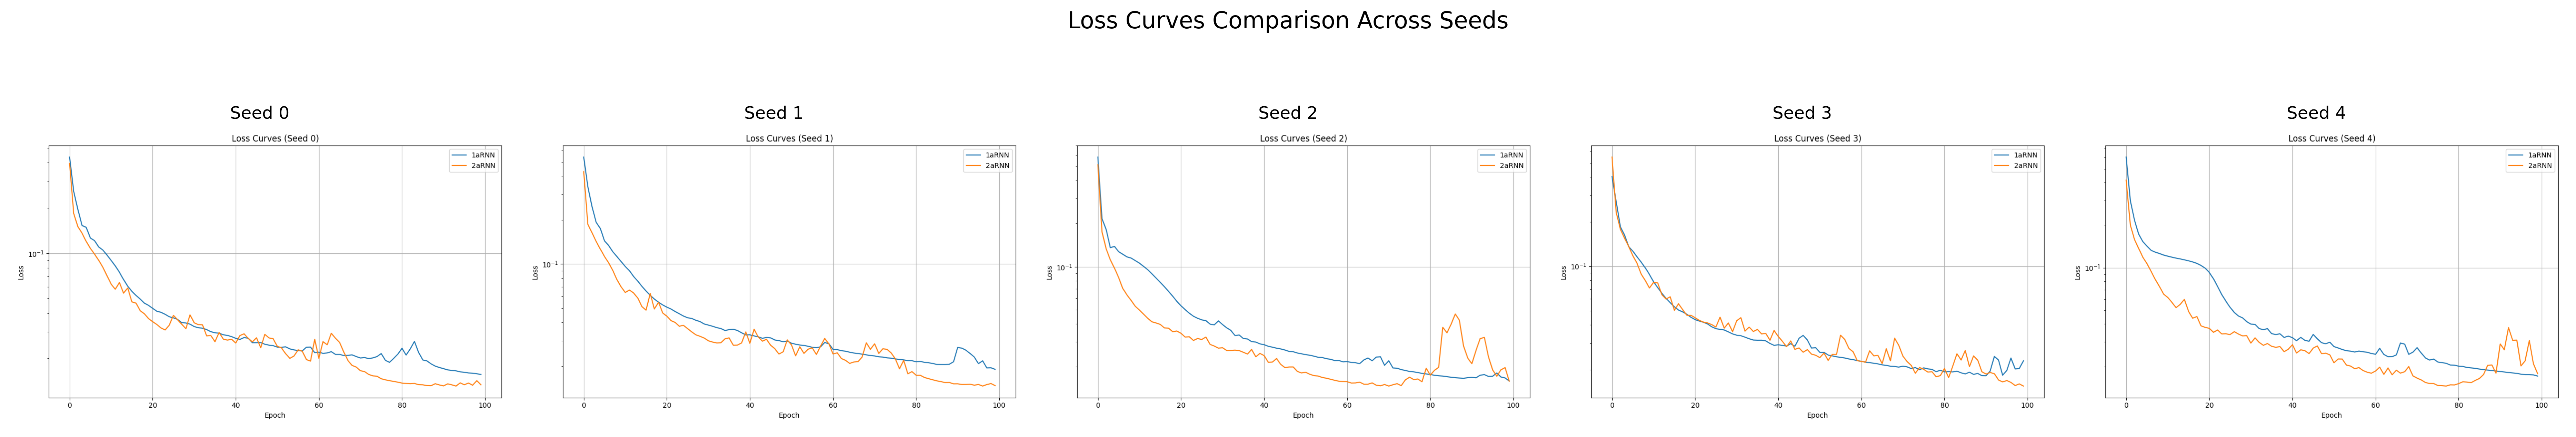 Loss Curves Comparison Across Seeds
Seed 0
Loss Curves (Seed 0)
1aRNN
2aRNN
Loss
10⁻¹
0
20
40
60
80
100
Epoch
Seed 1
Loss Curves (Seed 1)
1aRNN
2aRNN
Loss
10⁻¹
0
20
40
60
80
100
Epoch
Seed 2
Loss Curves (Seed 2)
1aRNN
2aRNN
Loss
10⁻¹
0
20
40
60
80
100
Epoch
Seed 3
Loss Curves (Seed 3)
1aRNN
2aRNN
Loss
10⁻¹
0
20
40
60
80
100
Epoch
Seed 4
Loss Curves (Seed 4)
1aRNN
2aRNN
Loss
10⁻¹
0
20
40
60
80
100
Epoch